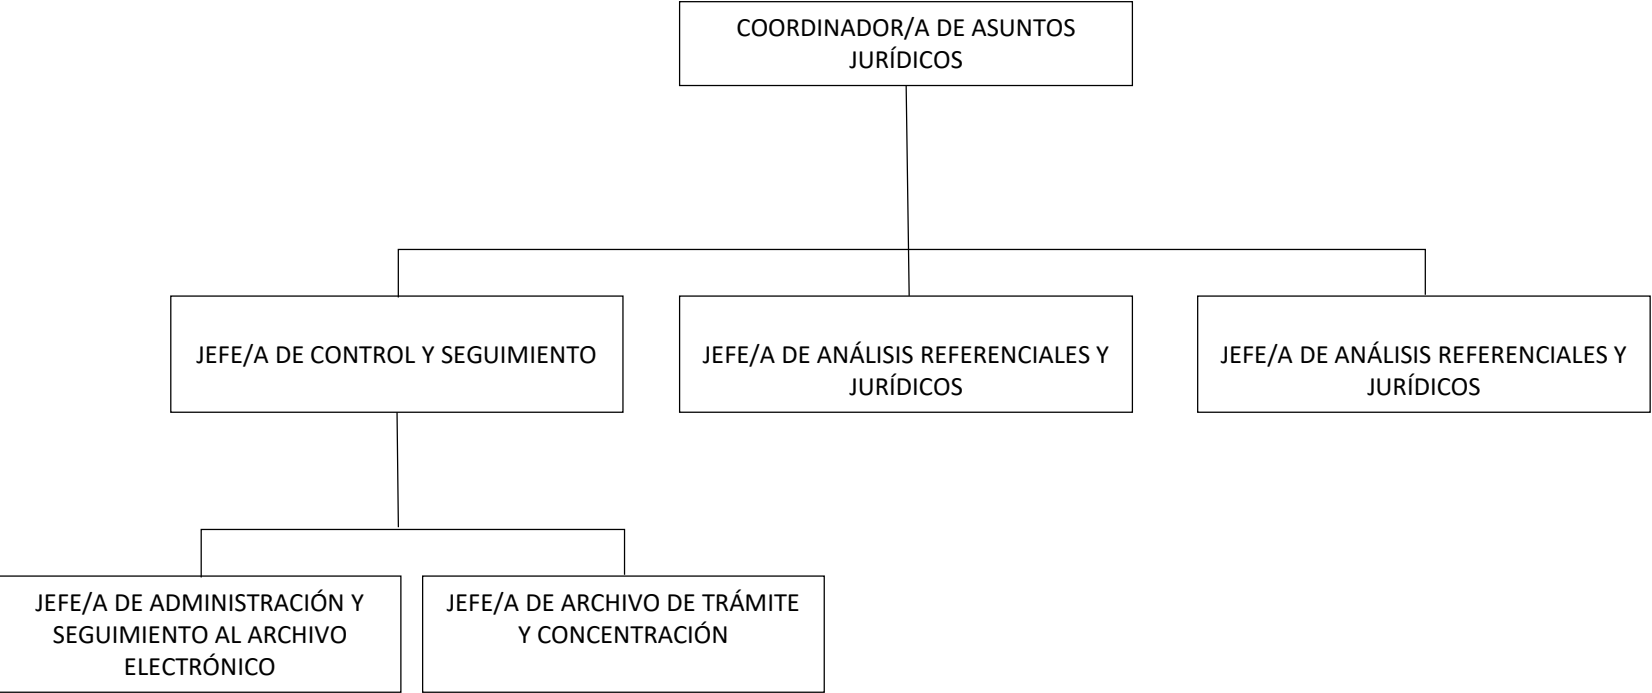 COORDINADOR/A DE ASUNTOS
JURÍDICOS
JEFE/A DE CONTROL Y SEGUIMIENTO
JEFE/A DE ANÁLISIS REFERENCIALES Y
JURÍDICOS
JEFE/A DE ANÁLISIS REFERENCIALES Y
JURÍDICOS
JEFE/A DE ADMINISTRACIÓN Y
SEGUIMIENTO AL ARCHIVO
ELECTRÓNICO
JEFE/A DE ARCHIVO DE TRÁMITE
Y CONCENTRACIÓN